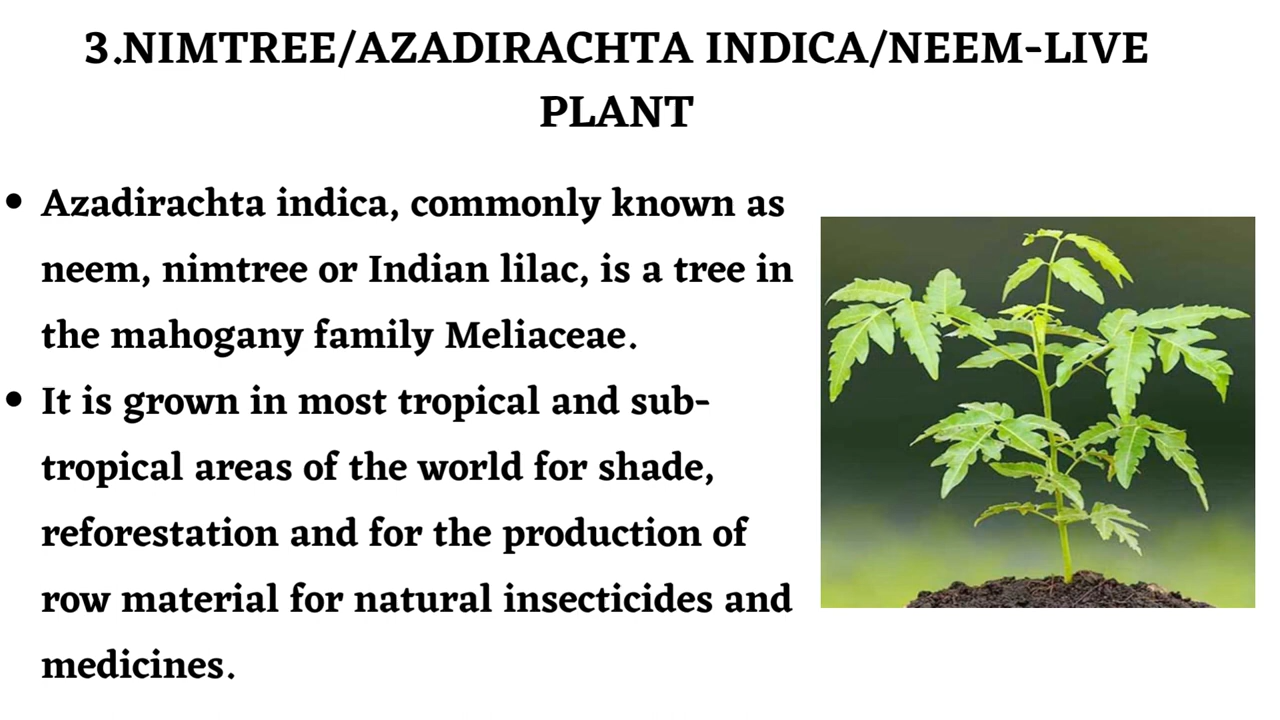 3.NIMTREE/AZADIRACHTA INDICA/NEEM-LIVE
PLANT
• Azadirachta indica, commonly known as
neem, nimtree or Indian lilac, is a tree in
the mahogany family Meliaceae.
• It is grown in most tropical and sub-
tropical areas of the world for shade,
reforestation and for the production of
row material for natural insecticides and
medicines.